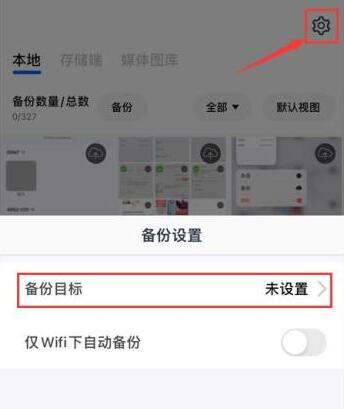 本地 存储端 媒体图库
备份数量/总数 备份 全部 默认视图
0/327
备份设置
备份目标 未设置
仅Wifi下自动备份